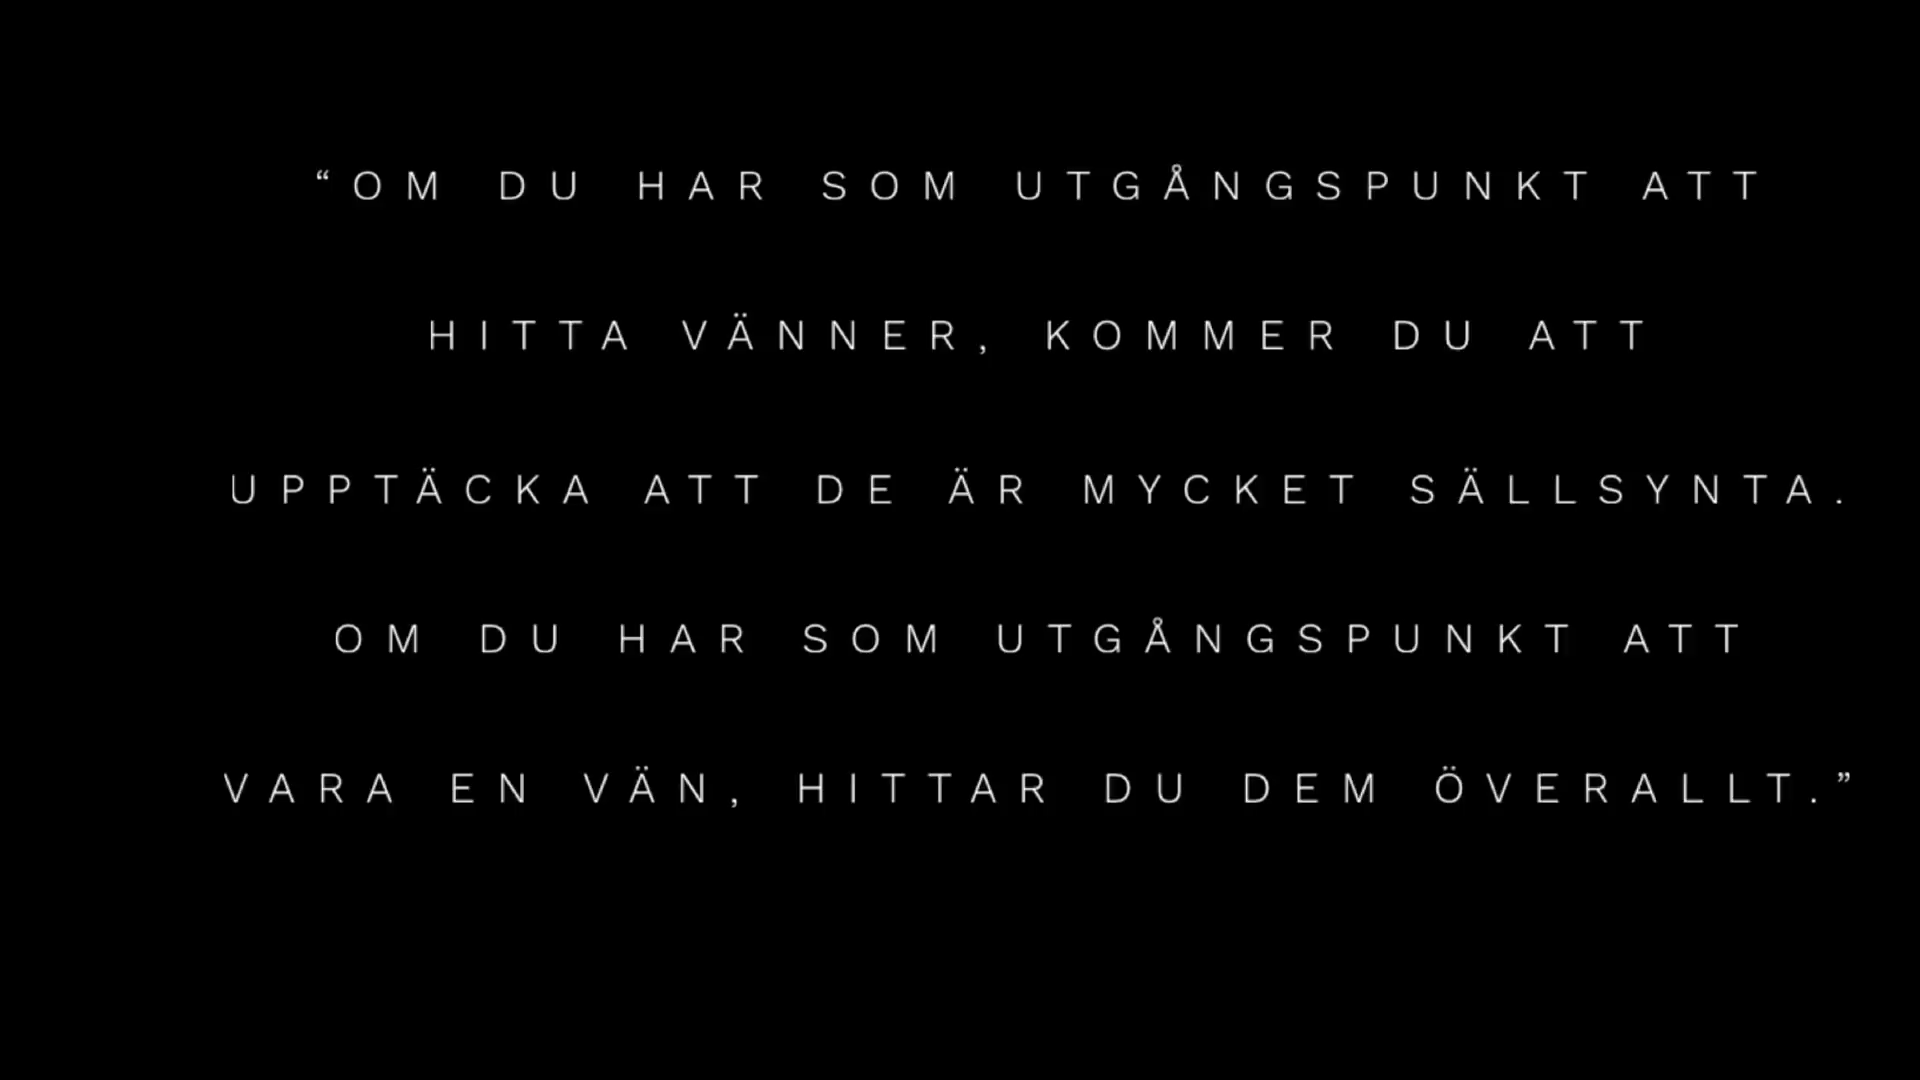 “OM DU HAR SOM UTGÅNGSPUNKT ATT
HITTA VÄNNER, KOMMER DU ATT
UPPTÄCKA ATT DE ÄR MYCKET SÄLLSYNTA.
OM DU HAR SOM UTGÅNGSPUNKT ATT
VARA EN VÄN, HITTAR DU DEM ÖVERALLT.”